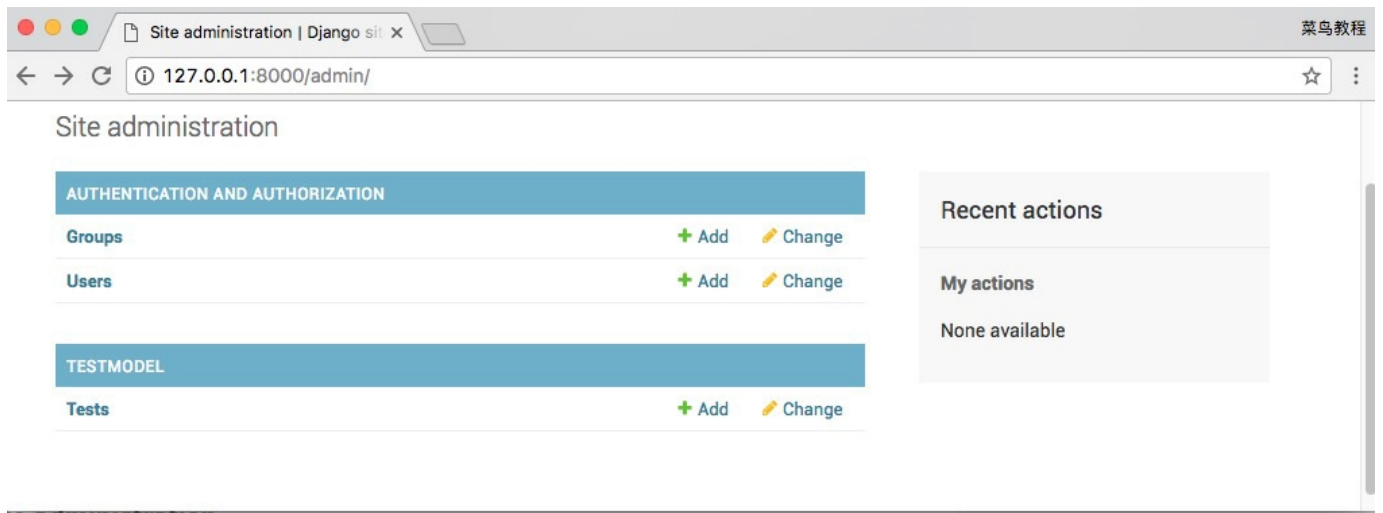 Site administration | Django sit
菜鸟教程
127.0.0.1:8000/admin/
Site administration
AUTHENTICATION AND AUTHORIZATION
Groups Add Change
Users Add Change
TESTMODEL
Tests Add Change
Recent actions
My actions
None available